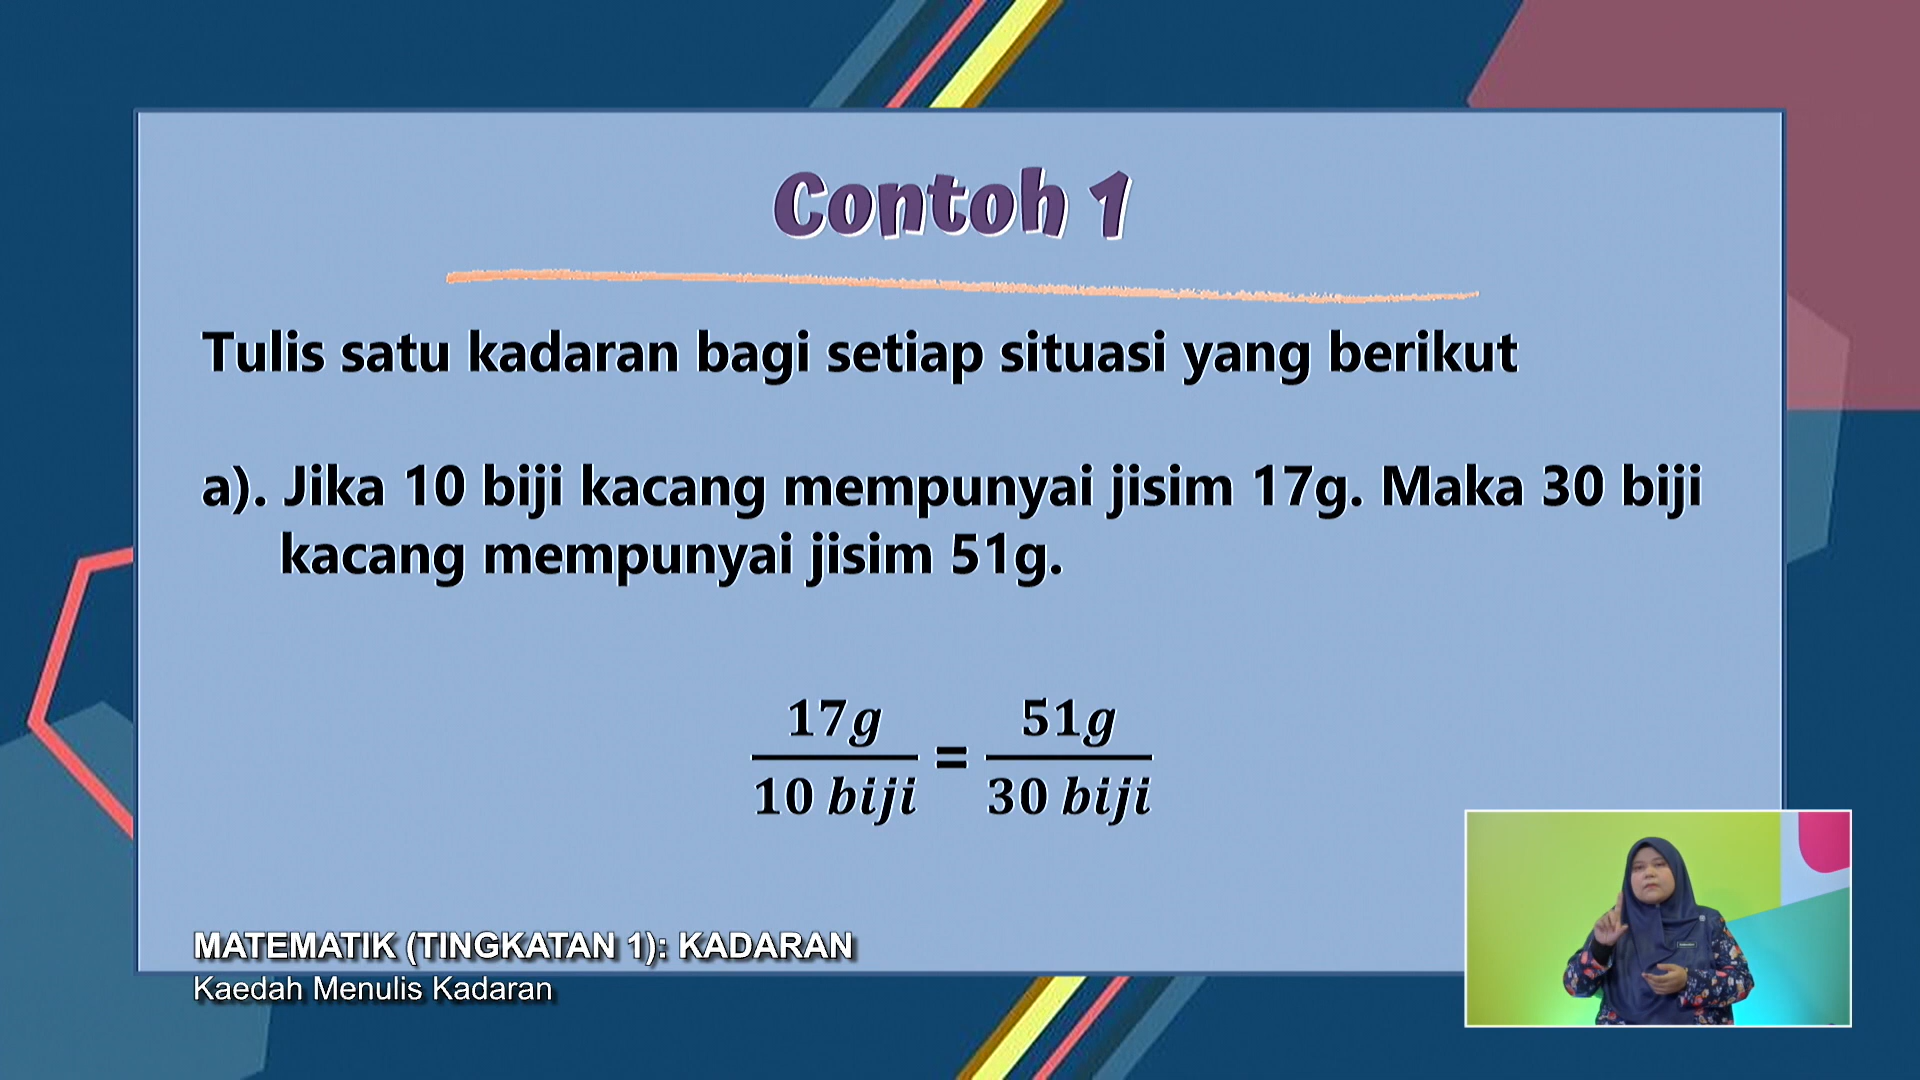 Contoh 1
Tulis satu kadaran bagi setiap situasi yang berikut
a). Jika 10 biji kacang mempunyai jisim 17g. Maka 30 biji
kacang mempunyai jisim 51g.
17g/10 biji = 51g/30 biji
MATEMATIK (TINGKATAN 1): KADARAN
Kaedah Menulis Kadaran